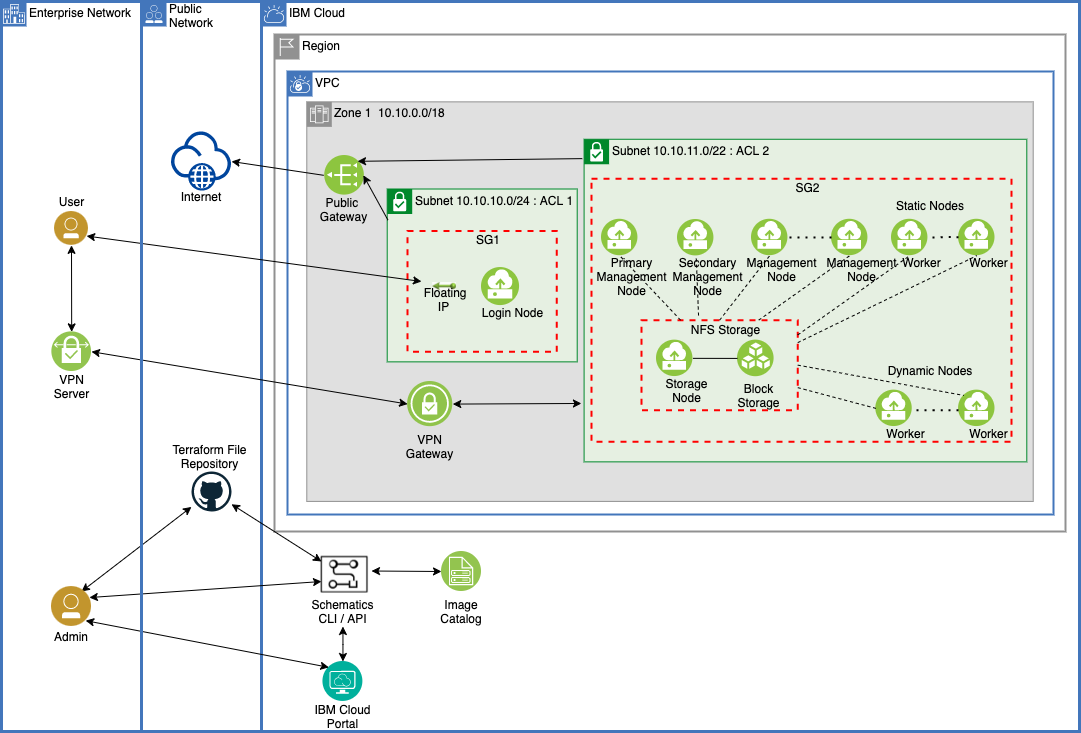 Enterprise Network
Public
Network
IBM Cloud
Region
VPC
Zone 1 10.10.0.0/18
Subnet 10.10.11.0/22 : ACL 2
SG2
Static Nodes
Internet
Public
Gateway
Subnet 10.10.10.0/24 : ACL 1
SG1
User
Primary
Management
Node
Secondary
Management
Node
Management
Node
Management
Node
Worker
Worker
Floating
IP
Login Node
NFS Storage
Storage
Node
Block
Storage
Dynamic Nodes
Worker
Worker
VPN
Server
VPN
Gateway
Terraform File
Repository
Schematics
CLI / API
Image
Catalog
Admin
IBM Cloud
Portal